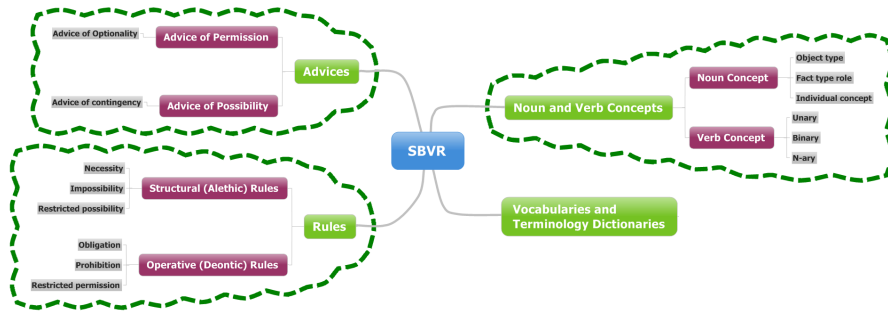 Advice of Optionality
Advice of Permission
Advices
Advice of contingency
Advice of Possibility
Necessity
Impossibility
Restricted possibility
Structural (Alethic) Rules
Rules
Obligation
Prohibition
Restricted permission
Operative (Deontic) Rules
SBVR
Noun and Verb Concepts
Noun Concept
Object type
Fact type role
Individual concept
Verb Concept
Unary
Binary
N-ary
Vocabularies and
Terminology Dictionaries